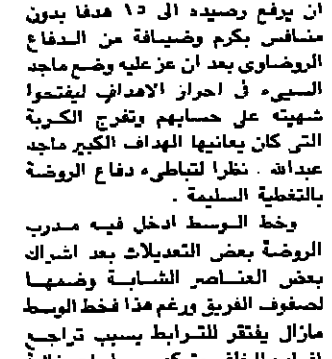 ان يرفع رصيده الى ١٥ هدفا بدون
منافس بكرم وضيافة من الدفاع
الروضاوي بعد ان عز عليه وضع ماجد
السيىء في احراز الاهداف ليفتحوا
شهيته على حسابهم وتفرج الكربة
التي كان يعانيها الهداف الكبير ماجد
عبدالله . نظرا لتباطىء دفاع الروضة
بالتغطية السليمة .
وخط الوسط ادخل فيه مدرب
الروضة بعض التعديلات بعد اشراك
بعض العناصر الشابة وضمها
لصفوف الفريق ورغم هذا فخط الوسط
مازال يفتقر للترابط بسبب تراجع